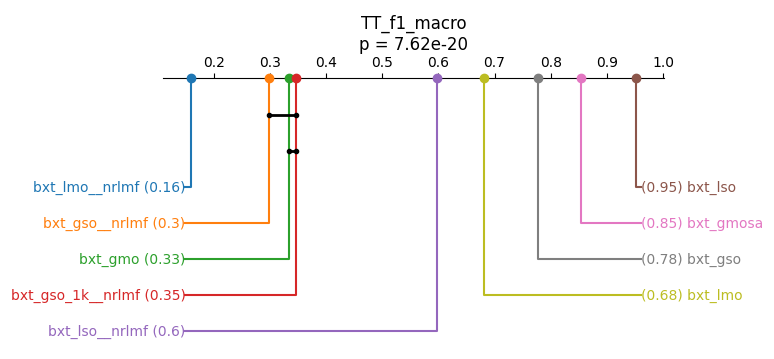 TT_f1_macro
p = 7.62e-20
0.2 0.3 0.4 0.5 0.6 0.7 0.8 0.9 1.0
bxt_lmo__nrlmf (0.16) (0.95) bxt_lso
bxt_gso__nrlmf (0.3) (0.85) bxt_gmosa
bxt_gmo (0.33) (0.78) bxt_gso
bxt_gso_1k__nrlmf (0.35) (0.68) bxt_lmo
bxt_lso__nrlmf (0.6)